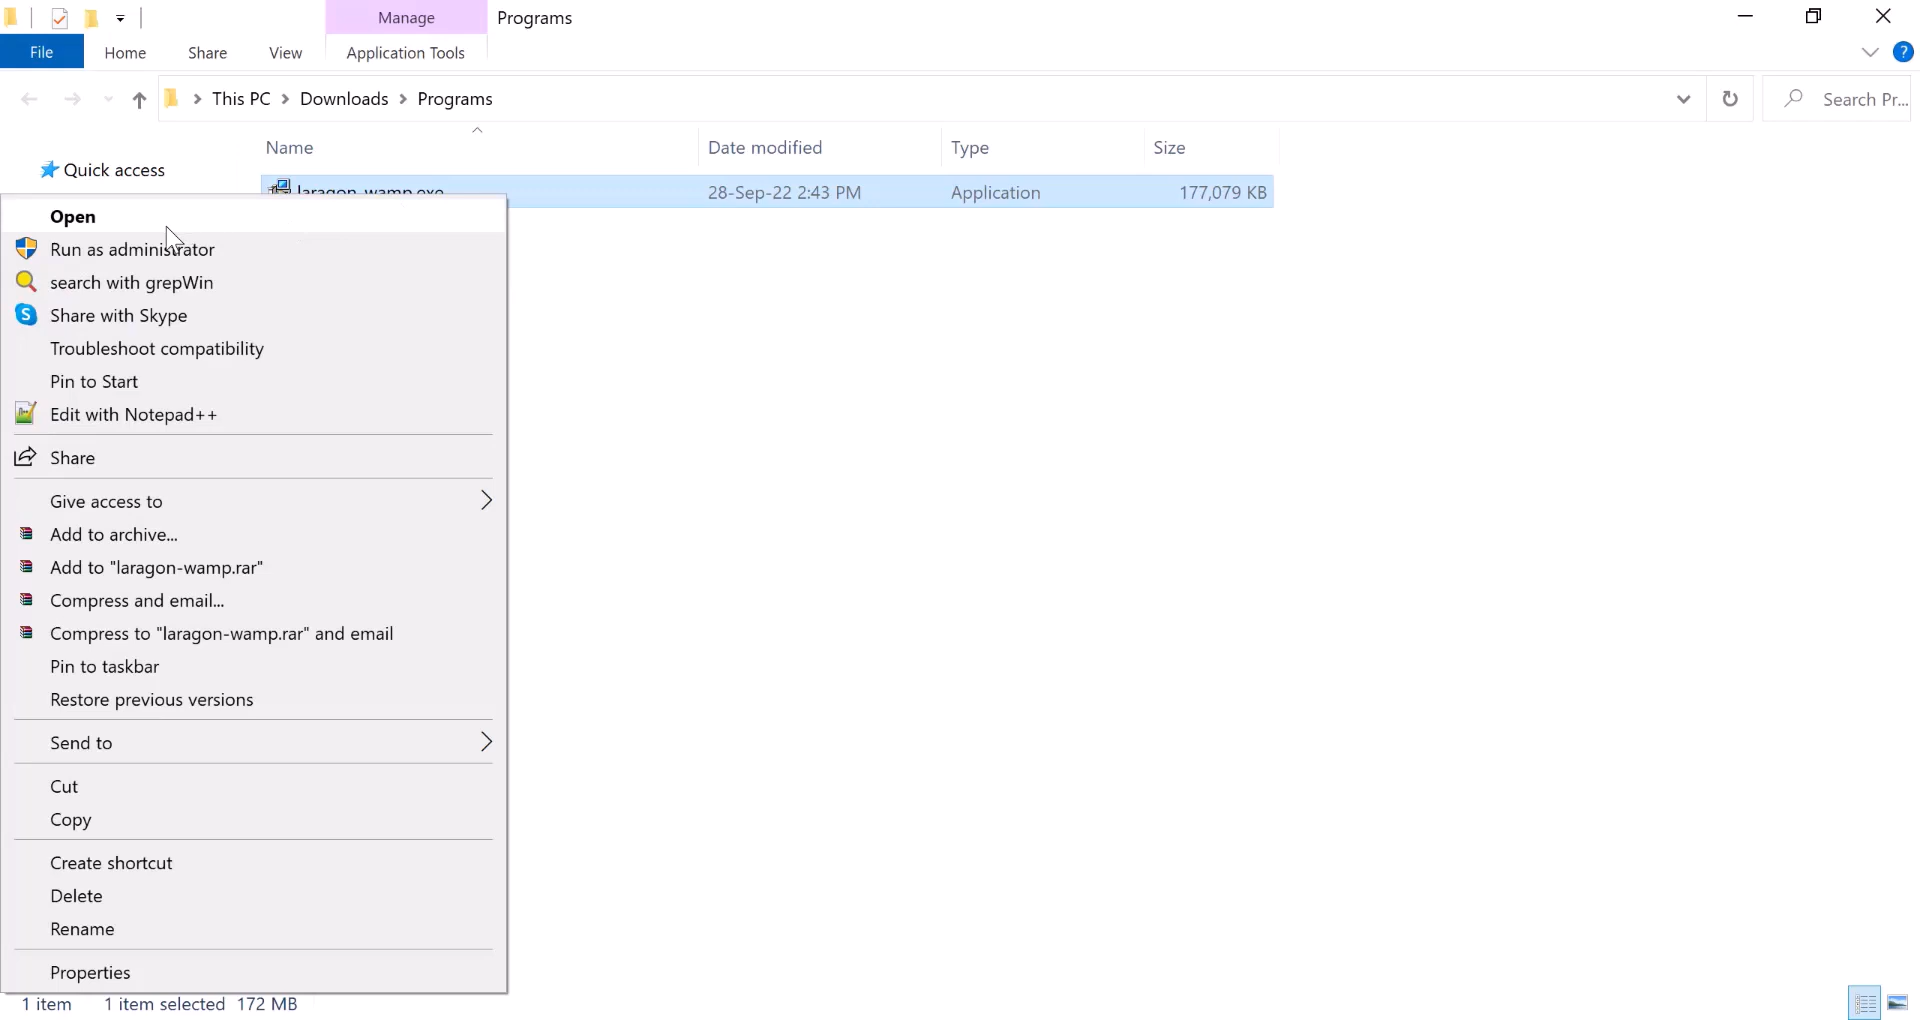 Manage Programs
File Home Share View Application Tools
This PC Downloads Programs Search Pr...
Name Date modified Type Size
Quick access
laragon-wamp.exe 28-Sep-22 2:43 PM Application 177,079 KB
Open
Run as administrator
search with grepWin
Share with Skype
Troubleshoot compatibility
Pin to Start
Edit with Notepad++
Share
Give access to
Add to archive...
Add to "laragon-wamp.rar"
Compress and email...
Compress to "laragon-wamp.rar" and email
Pin to taskbar
Restore previous versions
Send to
Cut
Copy
Create shortcut
Delete
Rename
Properties
1 item 1 item selected 172 MB